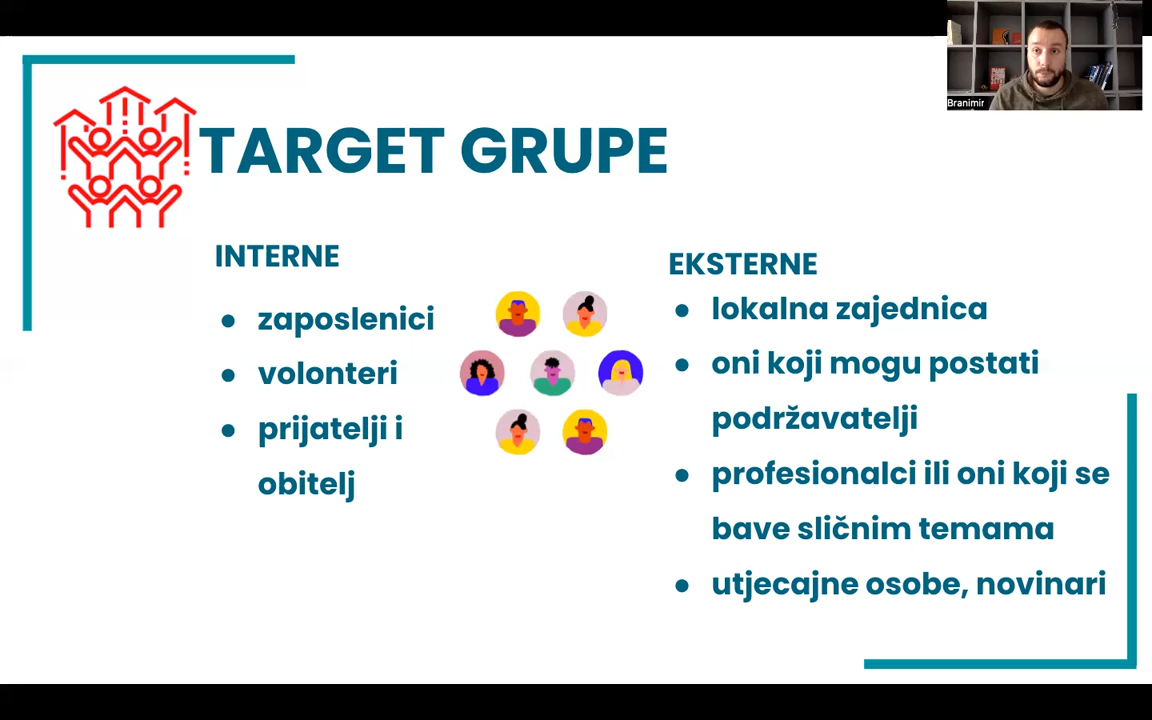 Branimir
TARGET GRUPE
INTERNE
● zaposlenici
● volonteri
● prijatelji i
obitelj
EKSTERNE
● lokalna zajednica
● oni koji mogu postati
podržavatelji
● profesionalci ili oni koji se
bave sličnim temama
● utjecajne osobe, novinari